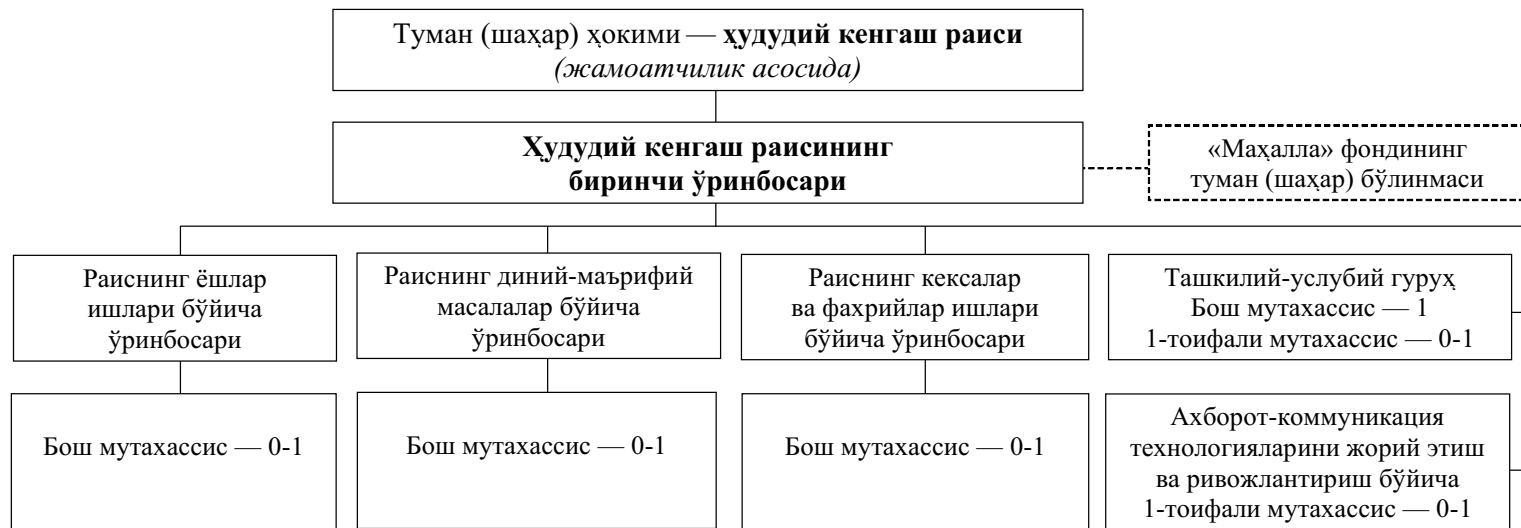 Туман (шаҳар) ҳокими — ҳудудий кенгаш раиси
(жамоатчилик асосида)
Ҳудудий кенгаш раисининг
биринчи ўринбосари
«Маҳалла» фондининг
туман (шаҳар) бўлинмаси
Раиснинг ёшлар
ишлари бўйича
ўринбосари
Раиснинг диний-маърифий
масалалар бўйича
ўринбосари
Раиснинг кексалар
ва фахрийлар ишлари
бўйича ўринбосари
Ташкилий-услубий гуруҳ
Бош мутахассис — 1
1-тоифали мутахассис — 0-1
Бош мутахассис — 0-1
Бош мутахассис — 0-1
Бош мутахассис — 0-1
Ахборот-коммуникация
технологияларини жорий этиш
ва ривожлантириш бўйича
1-тоифали мутахассис — 0-1